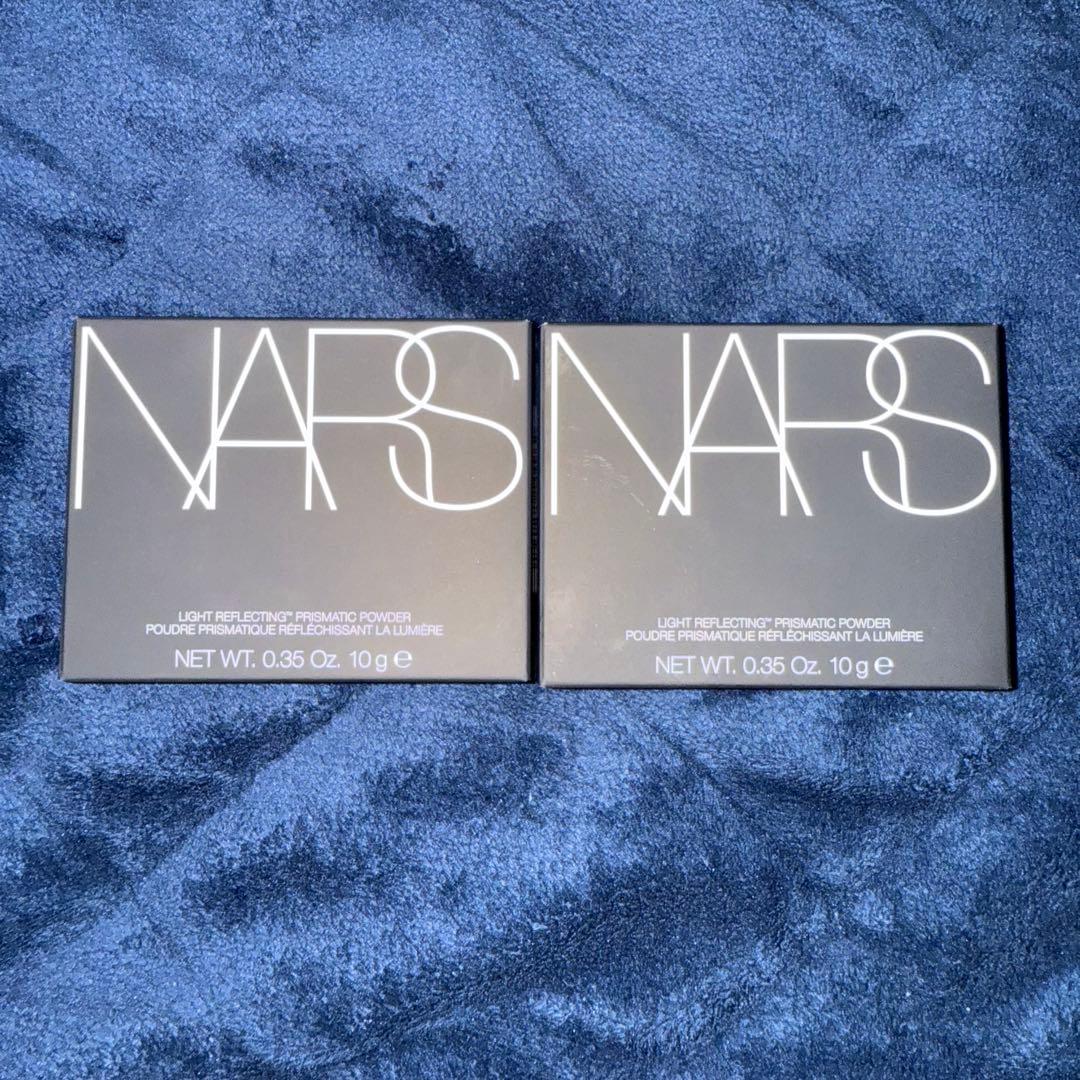 NARS
LIGHT REFLECTING™ PRISMATIC POWDER
POUDRE PRISMATIQUE RÉFLÉCHISSANT LA LUMIÈRE
NET WT. 0.35 Oz. 10 g ℮
NARS
LIGHT REFLECTING™ PRISMATIC POWDER
POUDRE PRISMATIQUE RÉFLÉCHISSANT LA LUMIÈRE
NET WT. 0.35 Oz. 10 g ℮